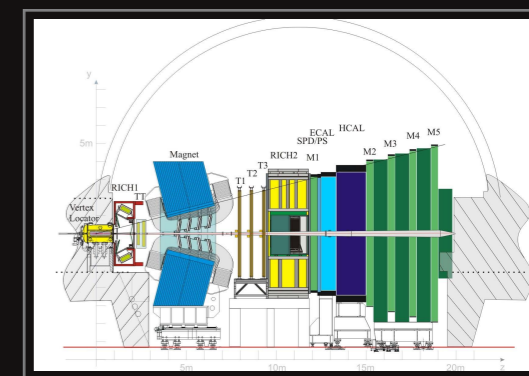 y
5m
Magnet
RICH1
TT
Vertex
Locator
T1
T2
T3
RICH2
SPD/PS
M1
ECAL
HCAL
M2
M3
M4
M5
5m
10m
15m
20m
z